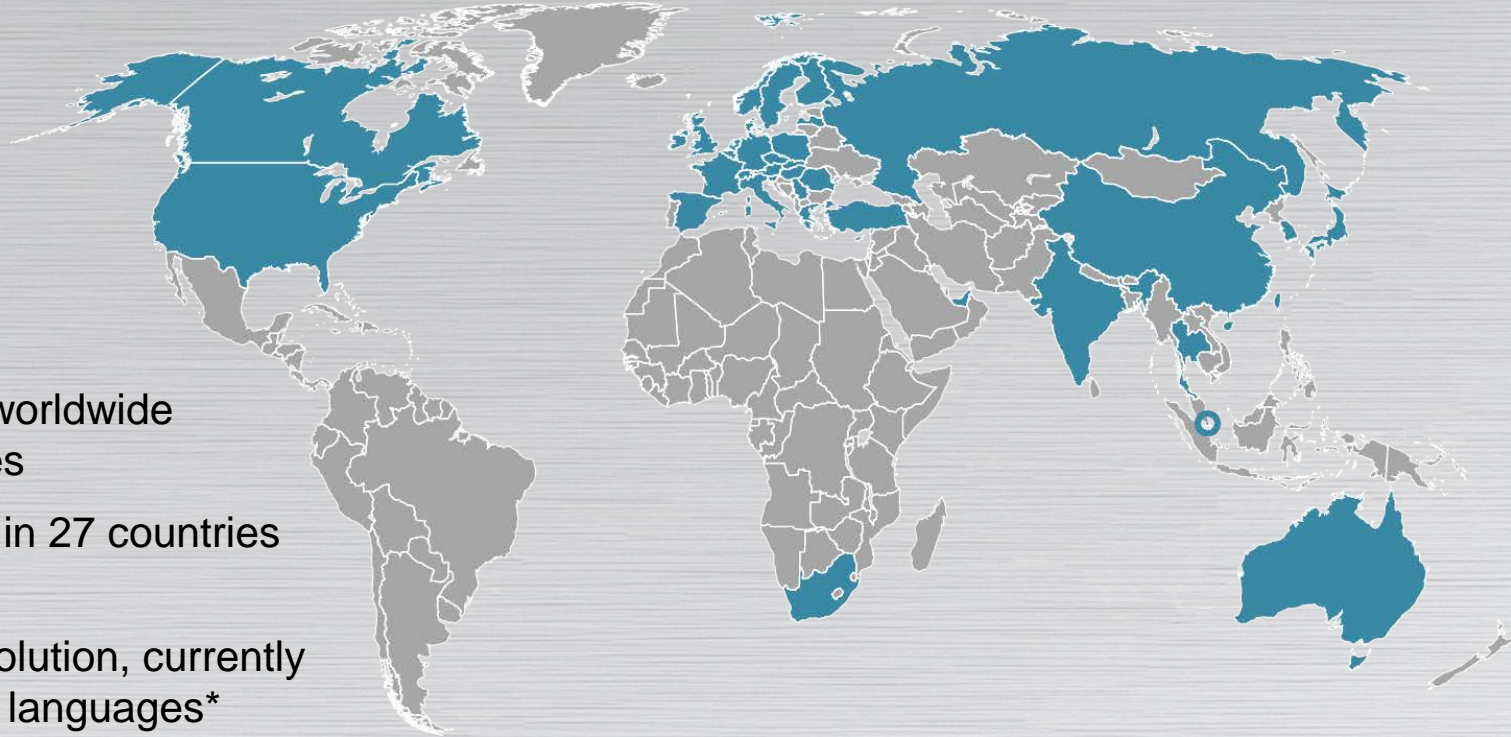 worldwide
es
in 27 countries
olution, currently
languages*